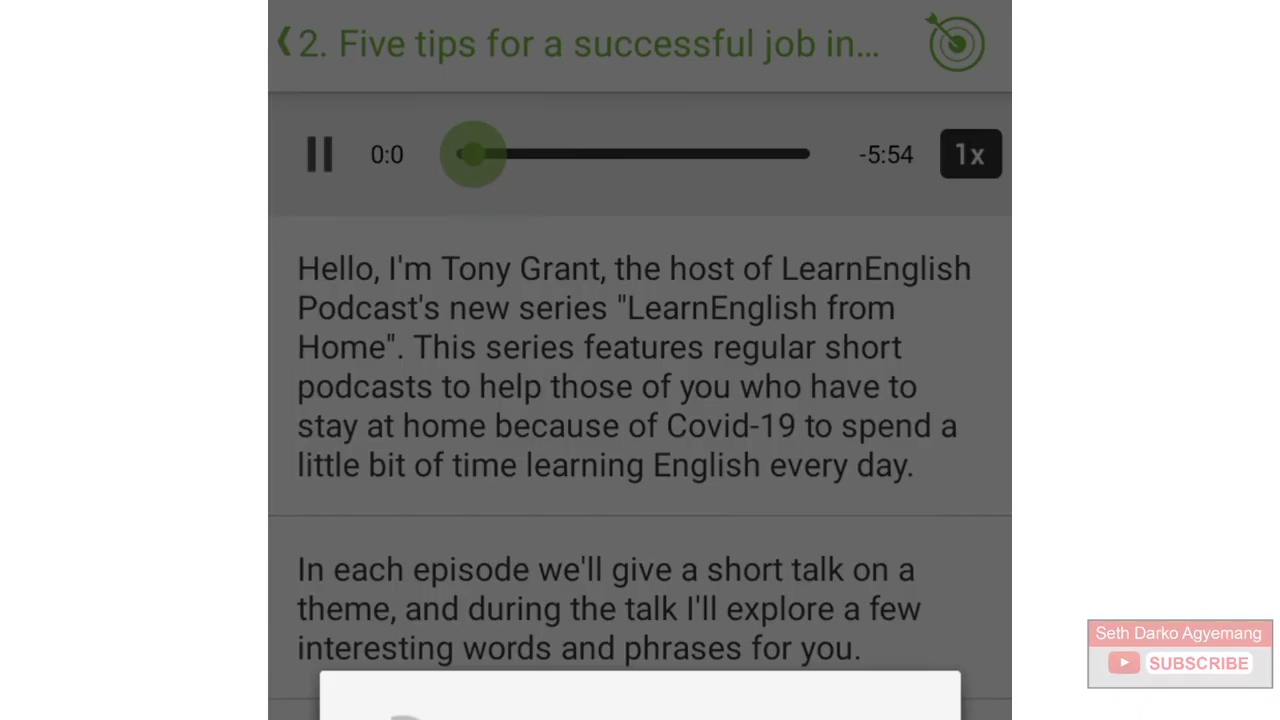 2. Five tips for a successful job in...
0:0
-5:54
1x
Hello, I'm Tony Grant, the host of LearnEnglish
Podcast's new series "LearnEnglish from
Home". This series features regular short
podcasts to help those of you who have to
stay at home because of Covid-19 to spend a
little bit of time learning English every day.
In each episode we'll give a short talk on a
theme, and during the talk I'll explore a few
interesting words and phrases for you.
Seth Darko Agyemang
SUBSCRIBE